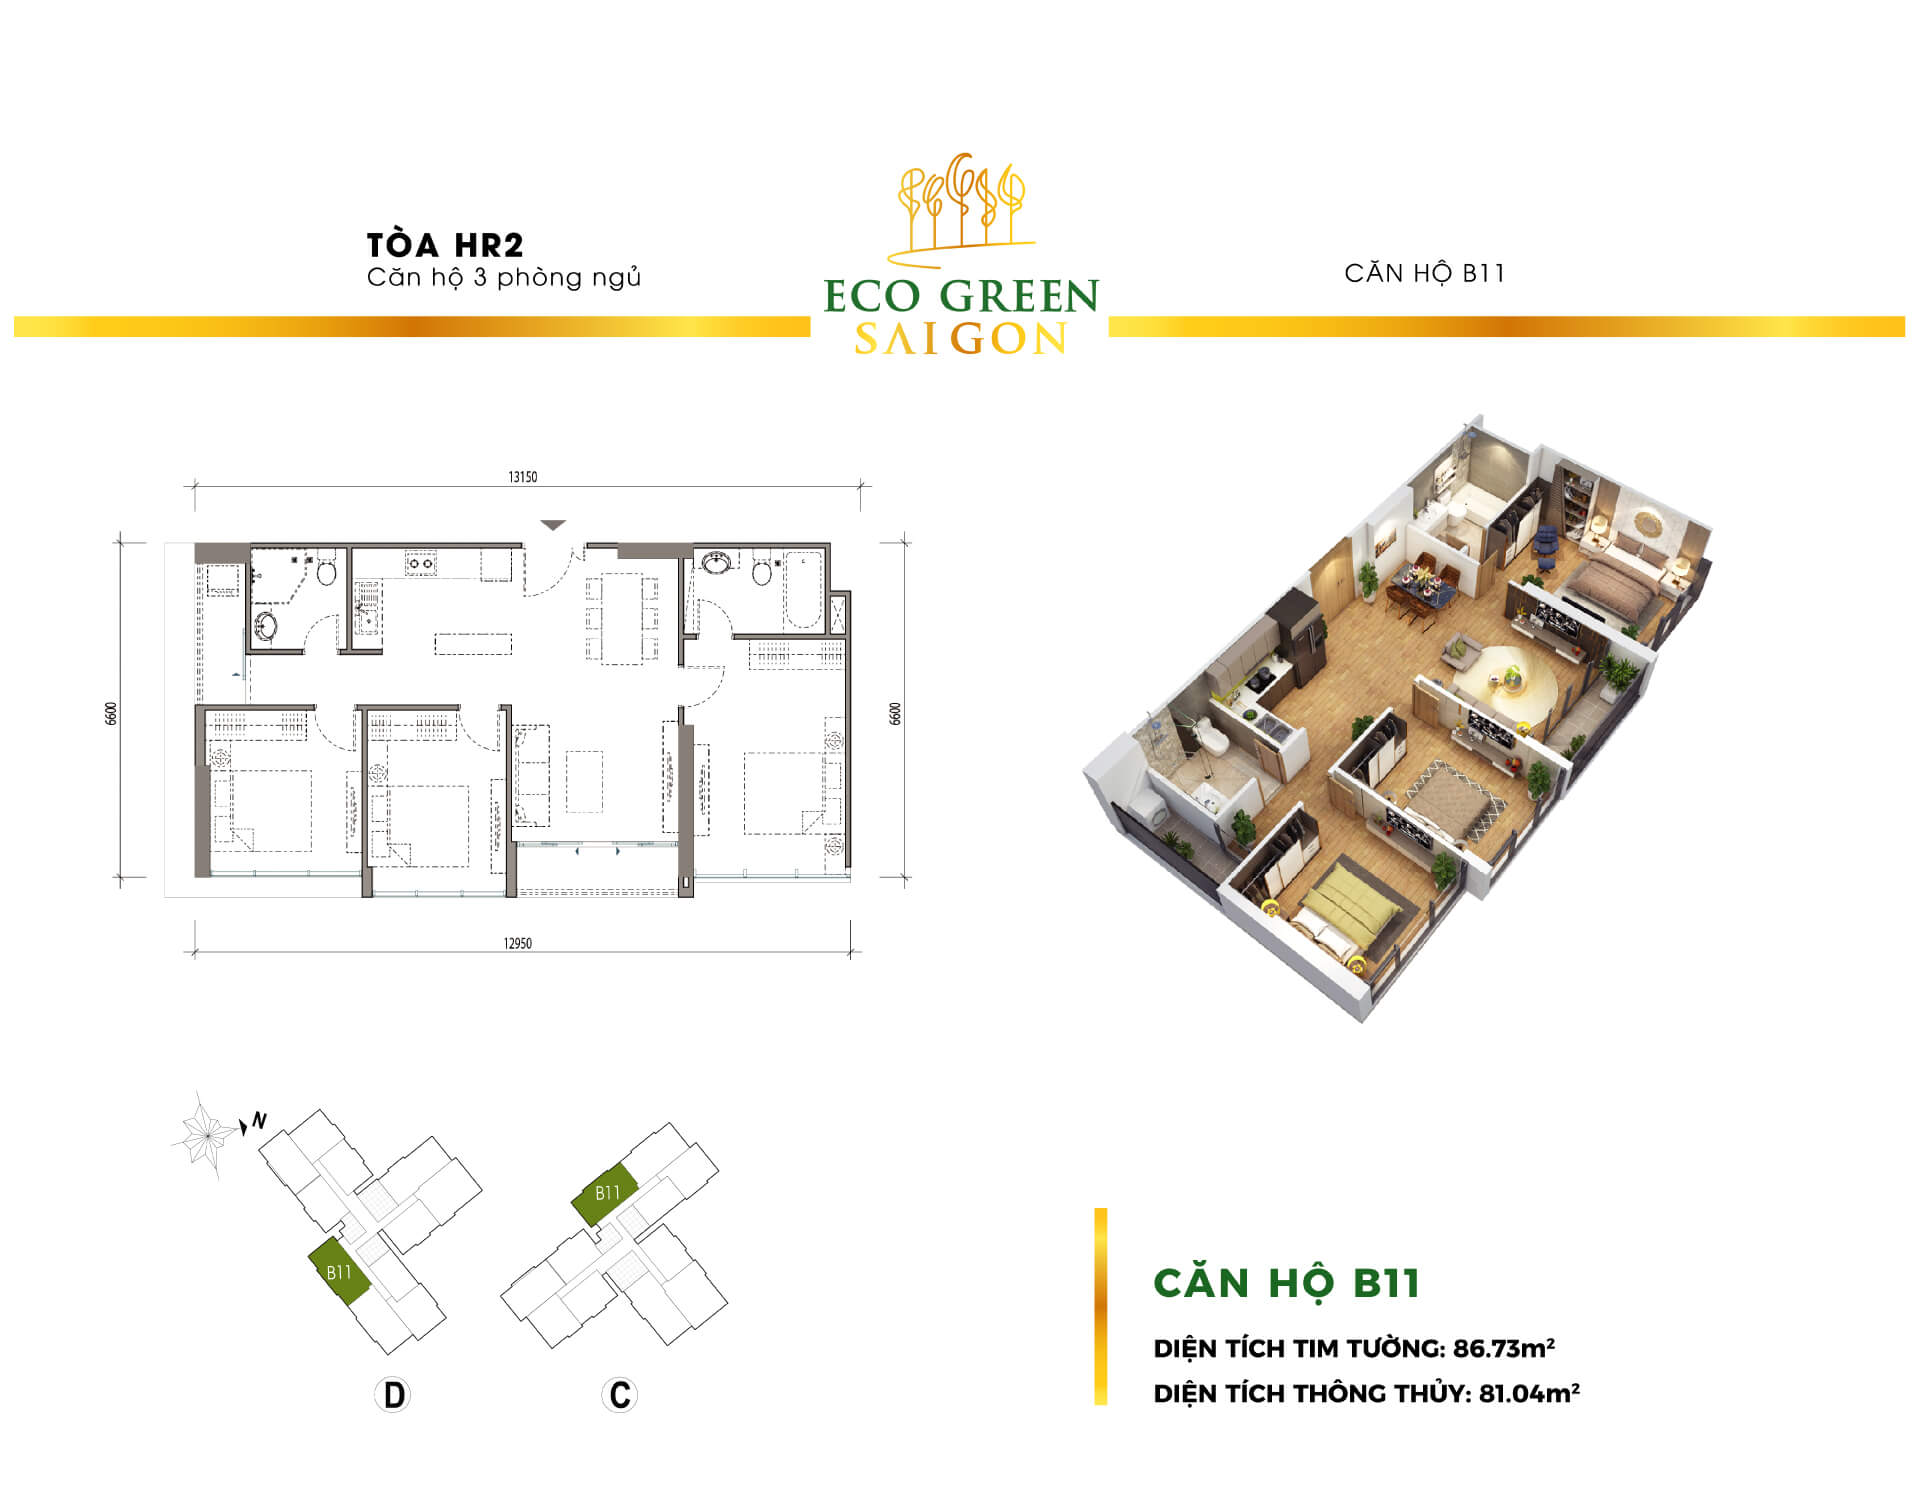 TÒA HR2
Căn hộ 3 phòng ngủ
ECO GREEN
SAIGON
CĂN HỘ B11
13150
6600
6600
12950
N
B11
B11
D
C
CĂN HỘ B11
DIỆN TÍCH TIM TƯỜNG: 86.73m²
DIỆN TÍCH THÔNG THỦY: 81.04m²